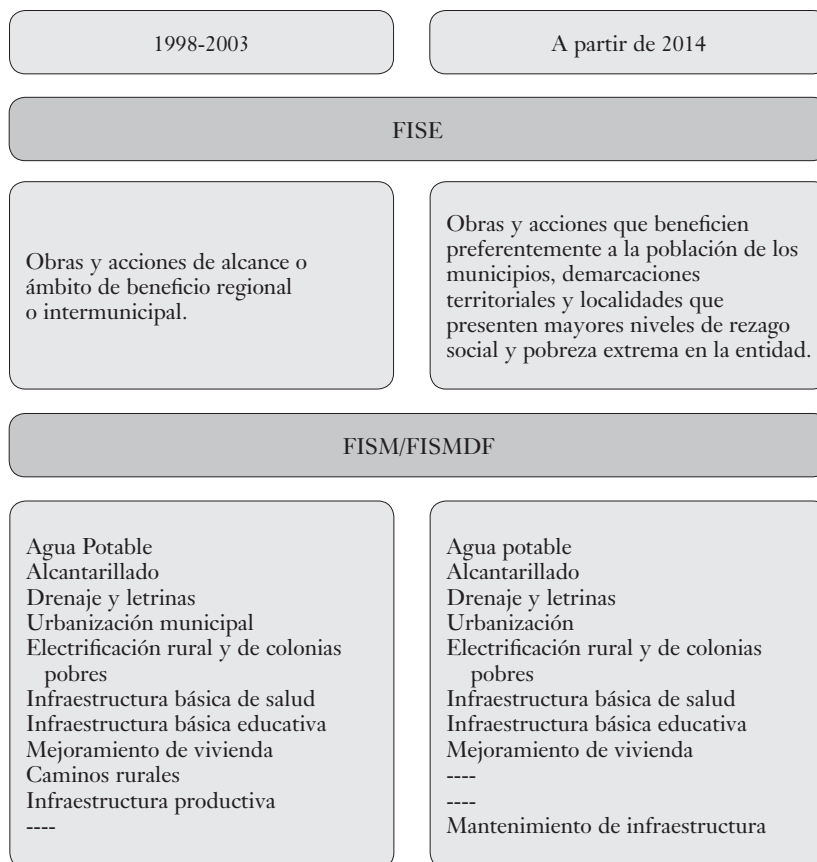 1998-2003
A partir de 2014
FISE
Obras y acciones de alcance o
ámbito de beneficio regional
o intermunicipal.
Obras y acciones que beneficien
preferentemente a la población de los
municipios, demarcaciones
territoriales y localidades que
presenten mayores niveles de rezago
social y pobreza extrema en la entidad.
FISM/FISMDF
Agua Potable
Alcantarillado
Drenaje y letrinas
Urbanización municipal
Electrificación rural y de colonias
pobres
Infraestructura básica de salud
Infraestructura básica educativa
Mejoramiento de vivienda
Caminos rurales
Infraestructura productiva
----
Agua potable
Alcantarillado
Drenaje y letrinas
Urbanización
Electrificación rural y de colonias
pobres
Infraestructura básica de salud
Infraestructura básica educativa
Mejoramiento de vivienda
----
----
Mantenimiento de infraestructura